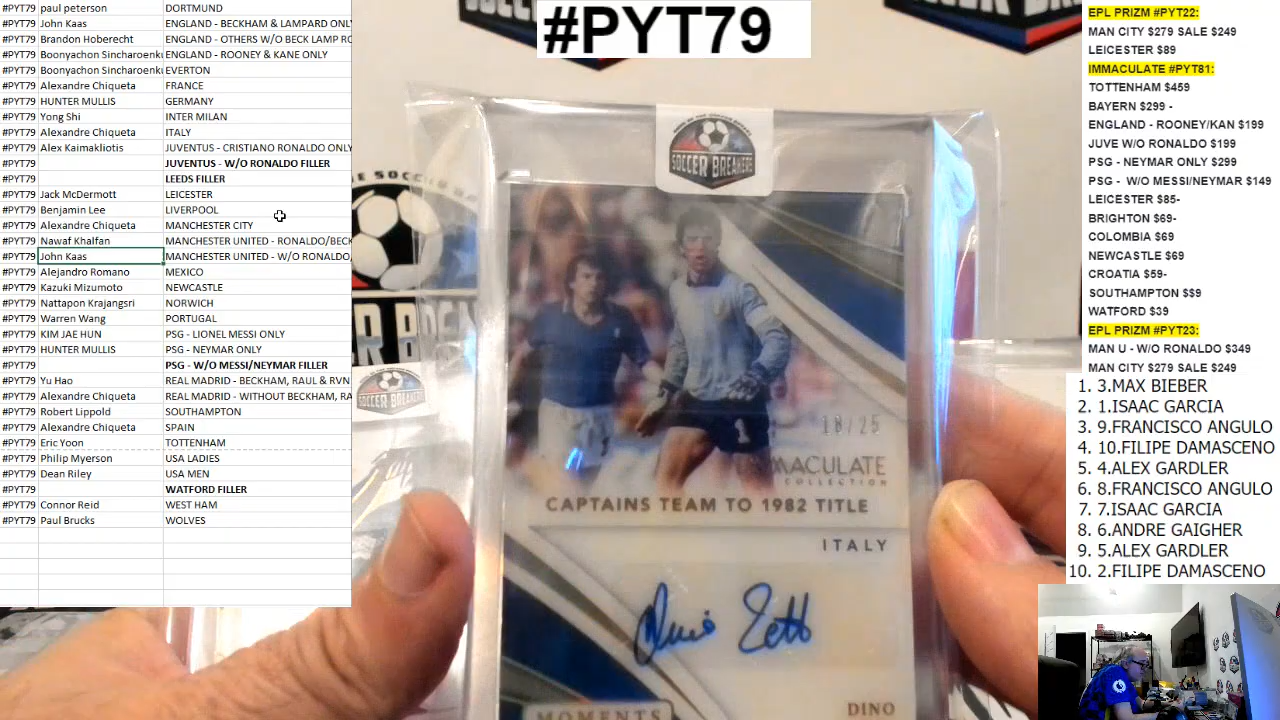 #PYT79
#PYT79 paul peterson DORTMUND
#PYT79 John Kaas ENGLAND - BECKHAM & LAMPARD ONLY
#PYT79 Brandon Hoberecht ENGLAND - OTHERS W/O BECK LAMP RO
#PYT79 Boonyachon Sincharoenku ENGLAND - ROONEY & KANE ONLY
#PYT79 Boonyachon Sincharoenku EVERTON
#PYT79 Alexandre Chiqueta FRANCE
#PYT79 HUNTER MULLIS GERMANY
#PYT79 Yong Shi INTER MILAN
#PYT79 Alexandre Chiqueta ITALY
#PYT79 Alex Kaimakliotis JUVENTUS - CRISTIANO RONALDO ONLY
#PYT79 JUVENTUS - W/O RONALDO FILLER
#PYT79 LEEDS FILLER
#PYT79 Jack McDermott LEICESTER
#PYT79 Benjamin Lee LIVERPOOL
#PYT79 Alexandre Chiqueta MANCHESTER CITY
#PYT79 Nawaf Khalfan MANCHESTER UNITED - RONALDO/BECK
#PYT79 John Kaas MANCHESTER UNITED - W/O RONALDO,
#PYT79 Alejandro Romano MEXICO
#PYT79 Kazuki Mizumoto NEWCASTLE
#PYT79 Nattapon Krajangsri NORWICH
#PYT79 Warren Wang PORTUGAL
#PYT79 KIM JAE HUN PSG - LIONEL MESSI ONLY
#PYT79 HUNTER MULLIS PSG - NEYMAR ONLY
#PYT79 PSG - W/O MESSI/NEYMAR FILLER
#PYT79 Yu Hao REAL MADRID - BECKHAM, RAUL & RVN
#PYT79 Alexandre Chiqueta REAL MADRID - WITHOUT BECKHAM, RA
#PYT79 Robert Lippold SOUTHAMPTON
#PYT79 Alexandre Chiqueta SPAIN
#PYT79 Eric Yoon TOTTENHAM
#PYT79 Philip Myerson USA LADIES
#PYT79 Dean Riley USA MEN
#PYT79 WATFORD FILLER
#PYT79 Connor Reid WEST HAM
#PYT79 Paul Brucks WOLVES
SOCCER BREAKERS
SOCCER BREAKERS
18/25
IMMACULATE
COLLECTION
CAPTAINS TEAM TO 1982 TITLE
ITALY
DINO
MOMENTS
EPL PRIZM #PYT22:
MAN CITY $279 SALE $249
LEICESTER $89
IMMACULATE #PYT81:
TOTTENHAM $459
BAYERN $299 -
ENGLAND - ROONEY/KAN $199
JUVE W/O RONALDO $199
PSG - NEYMAR ONLY $299
PSG - W/O MESSI/NEYMAR $149
LEICESTER $85-
BRIGHTON $69-
COLOMBIA $69
NEWCASTLE $69
CROATIA $59-
SOUTHAMPTON $$9
WATFORD $39
EPL PRIZM #PYT23:
MAN U - W/O RONALDO $349
MAN CITY $279 SALE $249
1. 3.MAX BIEBER
2. 1.ISAAC GARCIA
3. 9.FRANCISCO ANGULO
4. 10.FILIPE DAMASCENO
5. 4.ALEX GARDLER
6. 8.FRANCISCO ANGULO
7. 7.ISAAC GARCIA
8. 6.ANDRE GAIGHER
9. 5.ALEX GARDLER
10. 2.FILIPE DAMASCENO